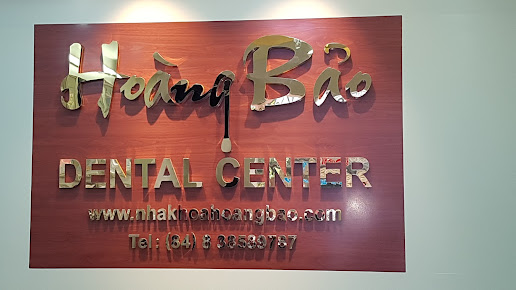 Hoàng Bảo
DENTAL CENTER
www.nhakhoahoangbao.com
Tel : (84) 8 38589787